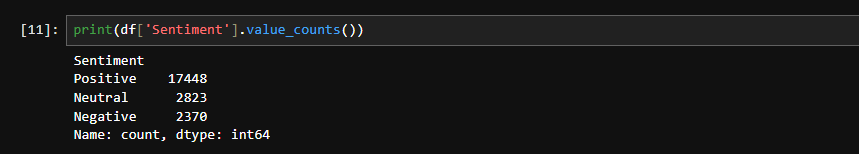 [11]: print(df['Sentiment'].value_counts())
Sentiment
Positive    17448
Neutral      2823
Negative     2370
Name: count, dtype: int64